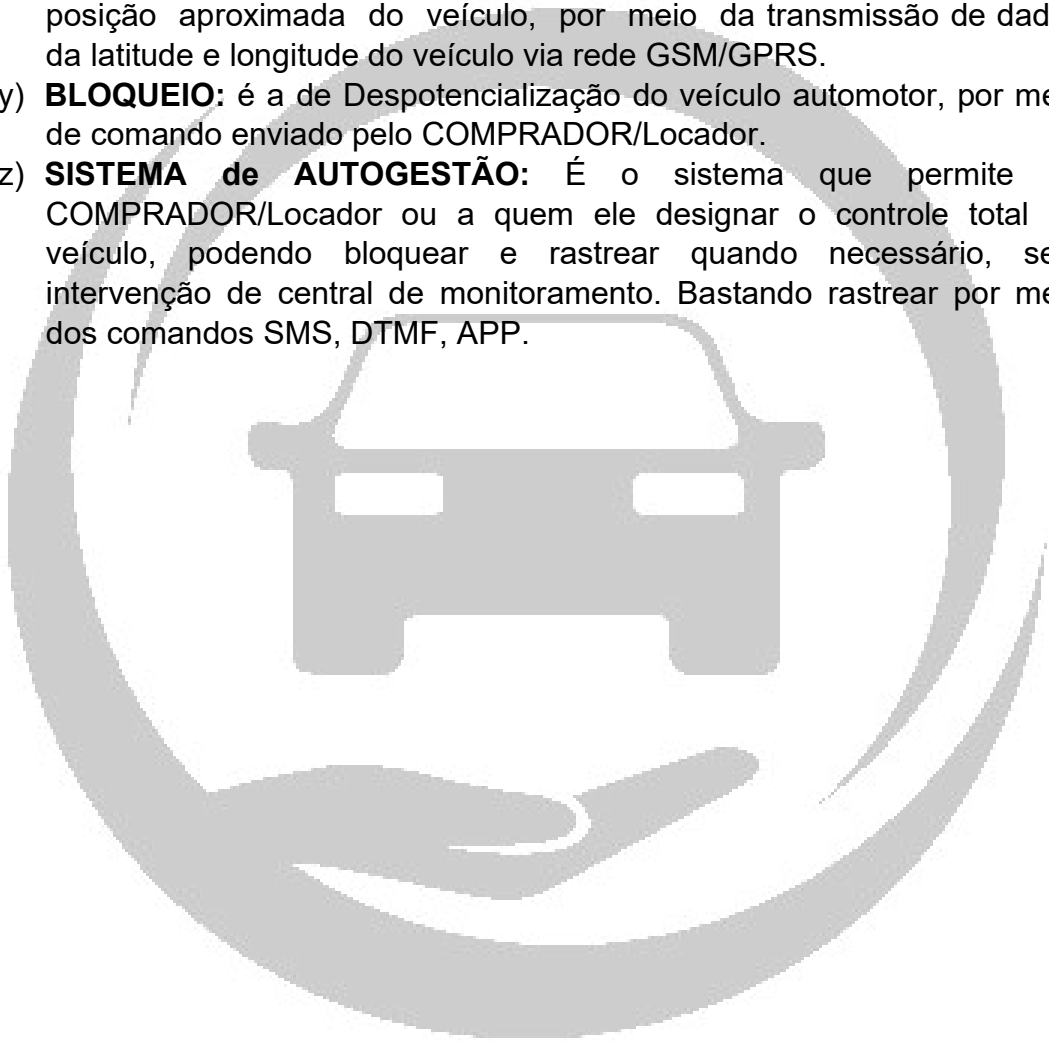 posição aproximada do veículo, por meio da transmissão de dad
da latitude e longitude do veículo via rede GSM/GPRS.
y) BLOQUEIO: é a de Despotencialização do veículo automotor, por me
de comando enviado pelo COMPRADOR/Locador.
z) SISTEMA de AUTOGESTÃO: É o sistema que permite
COMPRADOR/Locador ou a quem ele designar o controle total
veículo, podendo bloquear e rastrear quando necessário, se
intervenção de central de monitoramento. Bastando rastrear por me
dos comandos SMS, DTMF, APP.